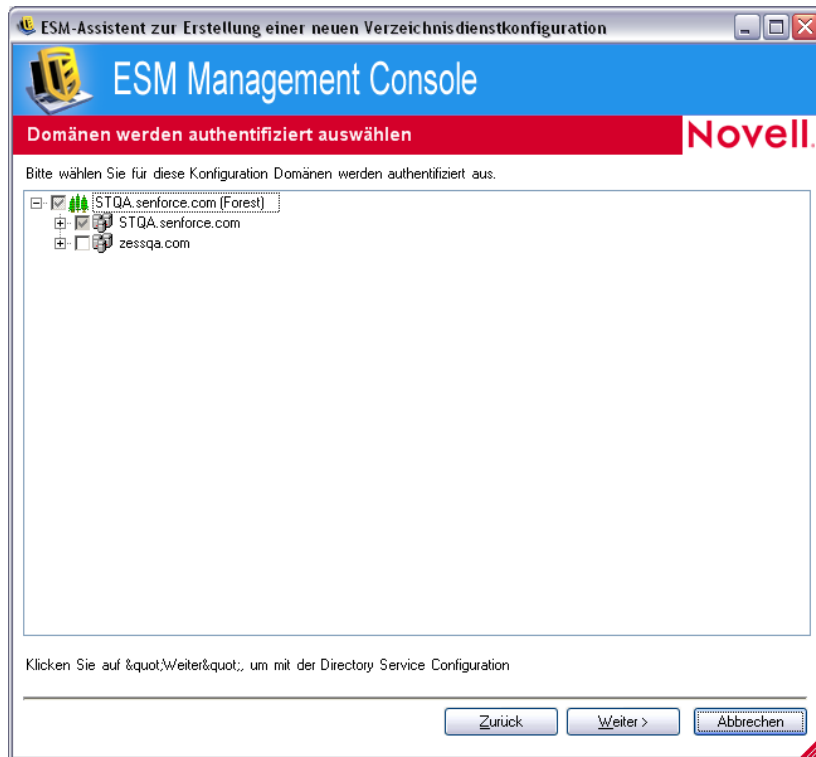 ESM-Assistent zur Erstellung einer neuen Verzeichnisdienstkonfiguration
ESM Management Console
Domänen werden authentifiziert auswählen
Novell.
Bitte wählen Sie für diese Konfiguration Domänen werden authentifiziert aus.
STQA.senforce.com (Forest)
STQA.senforce.com
zessqa.com
Klicken Sie auf &quot;Weiter&quot;, um mit der Directory Service Configuration
Zurück
Weiter >
Abbrechen